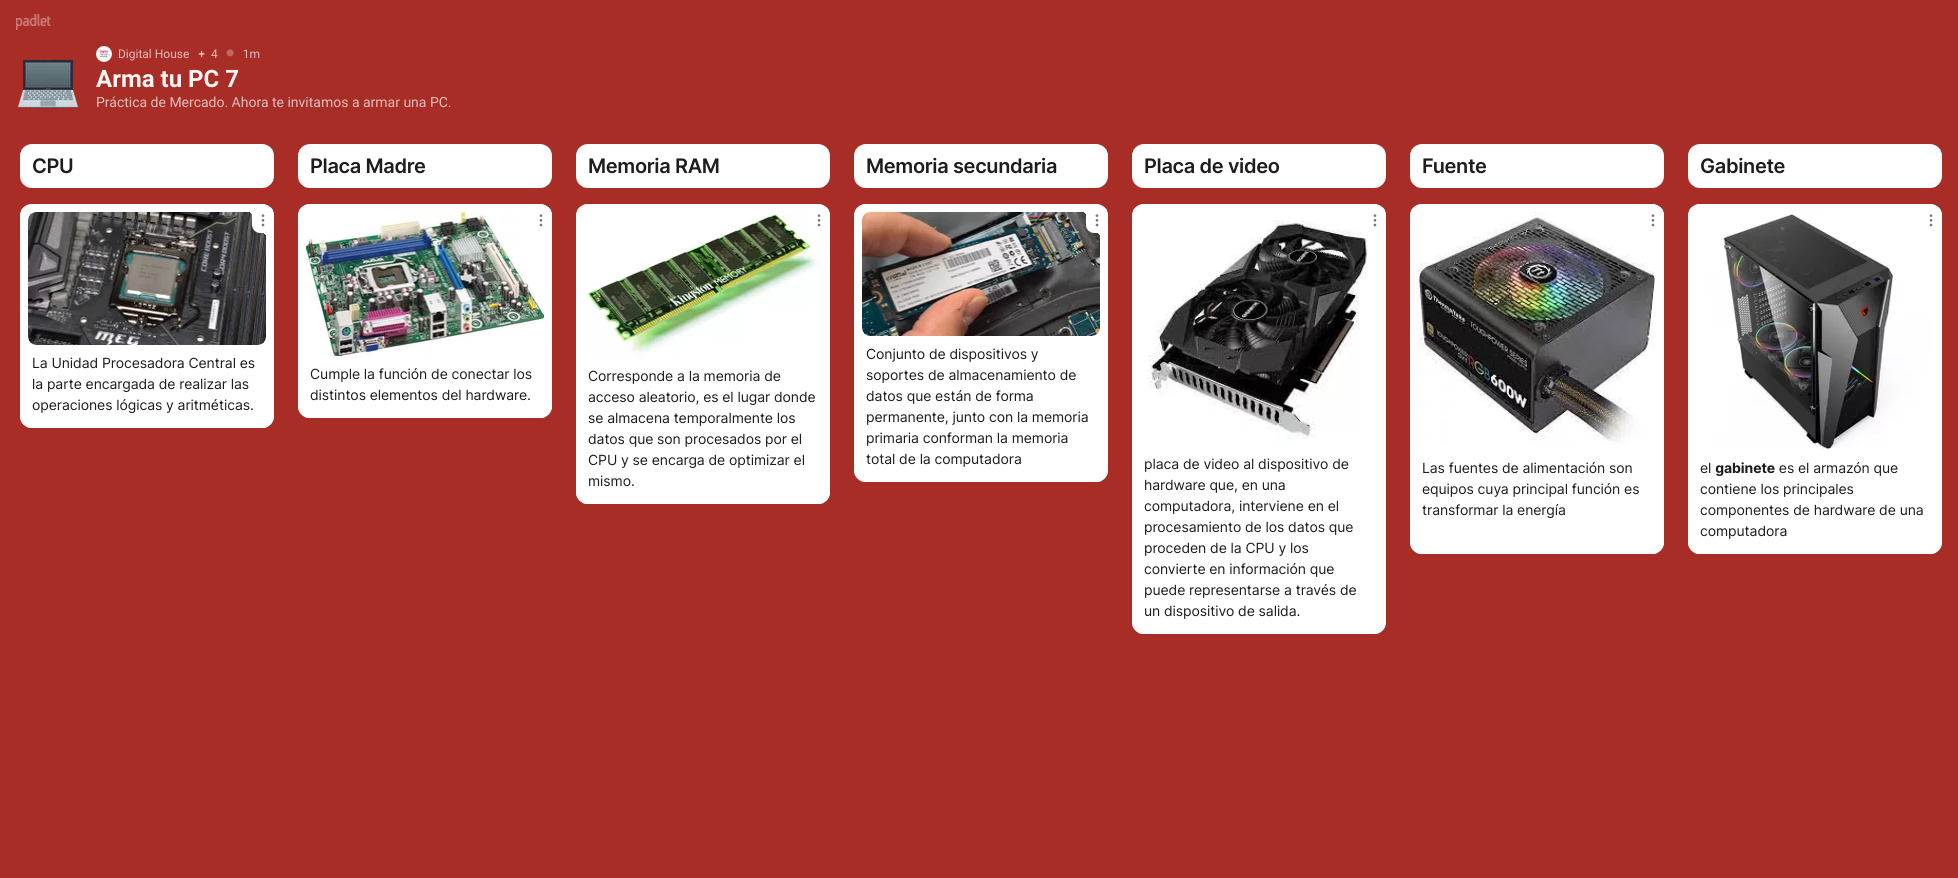 padlet
Digital House + 4 1m
Arma tu PC 7
Práctica de Mercado. Ahora te invitamos a armar una PC.
CPU
La Unidad Procesadora Central es
la parte encargada de realizar las
operaciones lógicas y aritméticas.
Placa Madre
Cumple la función de conectar los
distintos elementos del hardware.
Memoria RAM
Kingston MEMORY
Corresponde a la memoria de
acceso aleatorio, es el lugar donde
se almacena temporalmente los
datos que son procesados por el
CPU y se encarga de optimizar el
mismo.
Memoria secundaria
Conjunto de dispositivos y
soportes de almacenamiento de
datos que están de forma
permanente, junto con la memoria
primaria conforman la memoria
total de la computadora
Placa de video
placa de video al dispositivo de
hardware que, en una
computadora, interviene en el
procesamiento de los datos que
proceden de la CPU y los
convierte en información que
puede representarse a través de
un dispositivo de salida.
Fuente
Thermaltake
TOUGHPOWER SERIES
RGB 600W
Las fuentes de alimentación son
equipos cuya principal función es
transformar la energía
Gabinete
el gabinete es el armazón que
contiene los principales
componentes de hardware de una
computadora